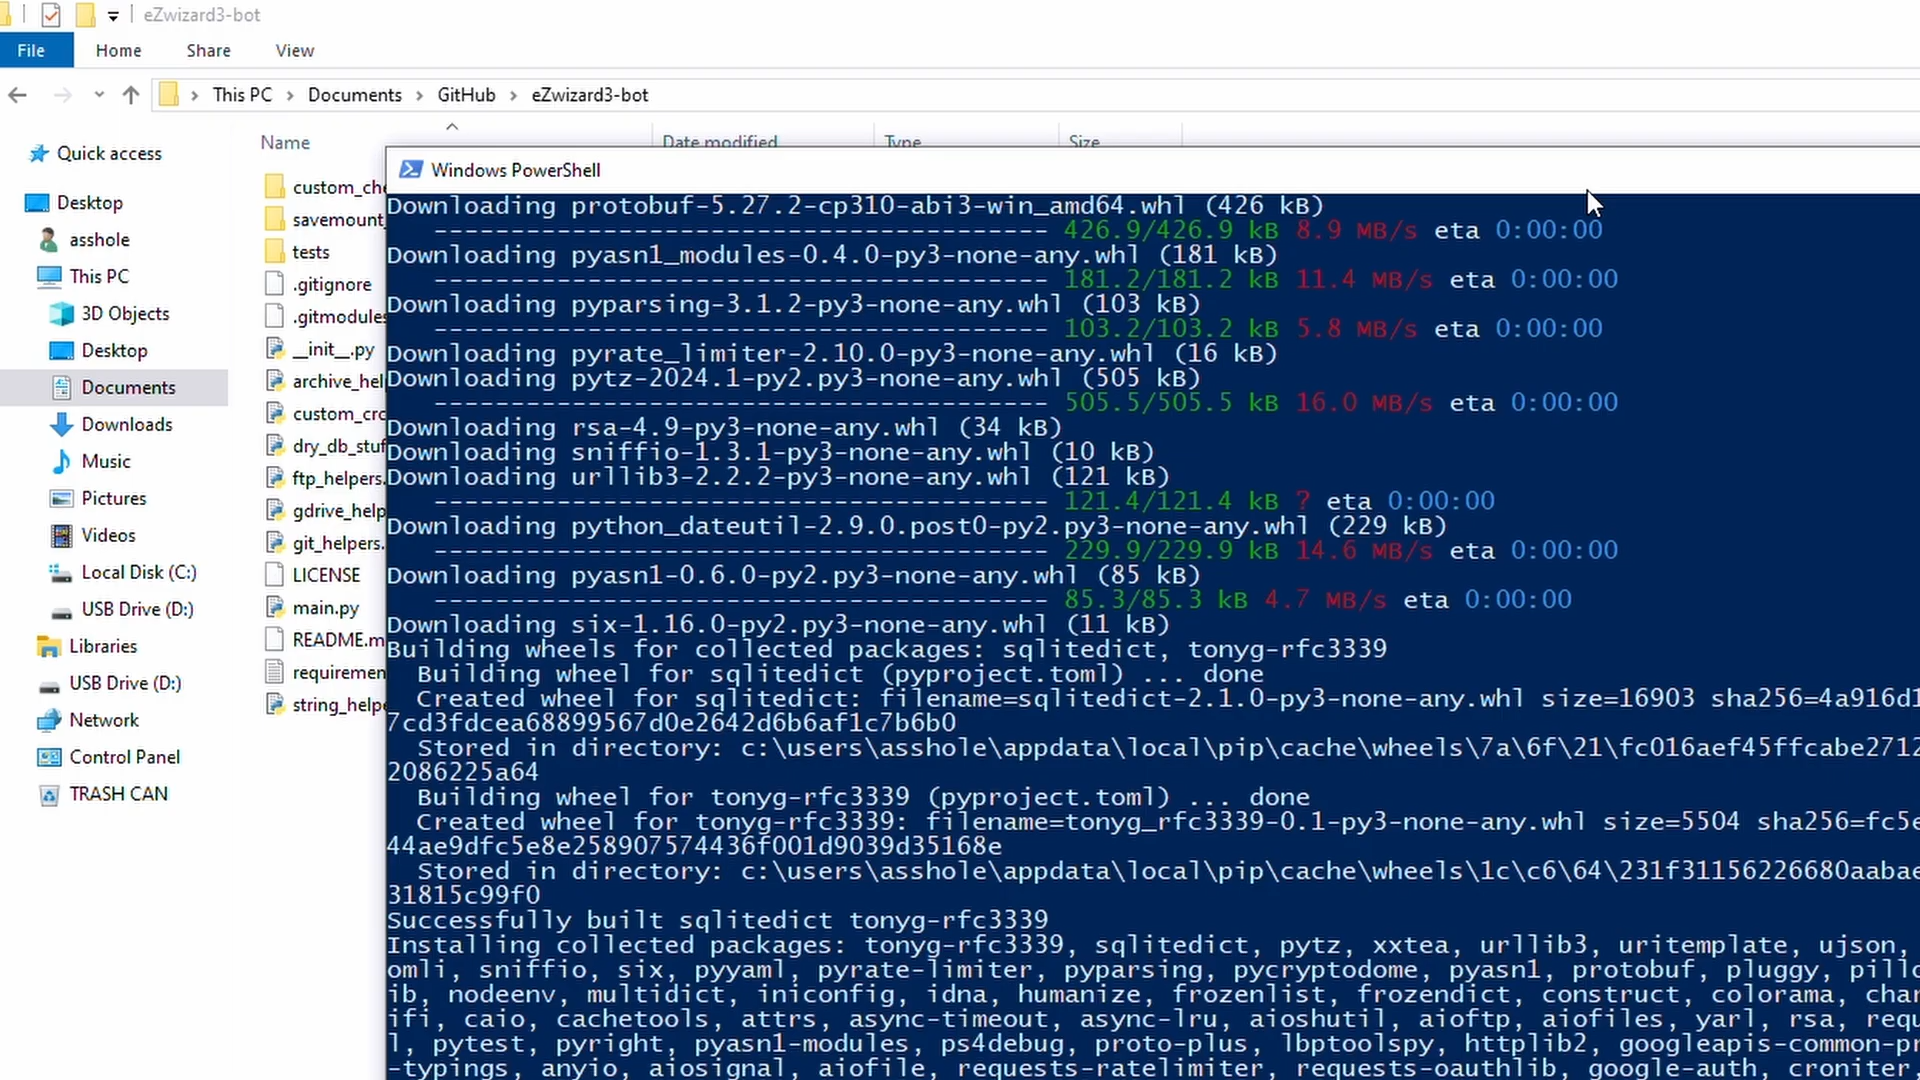 eZwizard3-bot
File Home Share View
This PC Documents GitHub eZwizard3-bot
Name Date modified Type Size
Quick access
Desktop
asshole
This PC
3D Objects
Desktop
Documents
Downloads
Music
Pictures
Videos
Local Disk (C:)
USB Drive (D:)
Libraries
USB Drive (D:)
Network
Control Panel
TRASH CAN
custom_che
savemount_
tests
.gitignore
.gitmodules
__init__.py
archive_hel
custom_cro
dry_db_stuf
ftp_helpers.
gdrive_help
git_helpers.
LICENSE
main.py
README.m
requiremen
string_helpe
Windows PowerShell
Downloading protobuf-5.27.2-cp310-abi3-win_amd64.whl (426 kB)
---------------------------------------- 426.9/426.9 kB 8.9 MB/s eta 0:00:00
Downloading pyasn1_modules-0.4.0-py3-none-any.whl (181 kB)
---------------------------------------- 181.2/181.2 kB 11.4 MB/s eta 0:00:00
Downloading pyparsing-3.1.2-py3-none-any.whl (103 kB)
---------------------------------------- 103.2/103.2 kB 5.8 MB/s eta 0:00:00
Downloading pyrate_limiter-2.10.0-py3-none-any.whl (16 kB)
Downloading pytz-2024.1-py2.py3-none-any.whl (505 kB)
---------------------------------------- 505.5/505.5 kB 16.0 MB/s eta 0:00:00
Downloading rsa-4.9-py3-none-any.whl (34 kB)
Downloading sniffio-1.3.1-py3-none-any.whl (10 kB)
Downloading urllib3-2.2.2-py3-none-any.whl (121 kB)
---------------------------------------- 121.4/121.4 kB ? eta 0:00:00
Downloading python_dateutil-2.9.0.post0-py2.py3-none-any.whl (229 kB)
---------------------------------------- 229.9/229.9 kB 14.6 MB/s eta 0:00:00
Downloading pyasn1-0.6.0-py2.py3-none-any.whl (85 kB)
---------------------------------------- 85.3/85.3 kB 4.7 MB/s eta 0:00:00
Downloading six-1.16.0-py2.py3-none-any.whl (11 kB)
Building wheels for collected packages: sqlitedict, tonyg-rfc3339
Building wheel for sqlitedict (pyproject.toml) ... done
Created wheel for sqlitedict: filename=sqlitedict-2.1.0-py3-none-any.whl size=16903 sha256=4a916d1
7cd3fdcea68899567d0e2642d6b6af1c7b6b0
Stored in directory: c:\users\asshole\appdata\local\pip\cache\wheels\7a\6f\21\fc016aef45ffcabe2712
2086225a64
Building wheel for tonyg-rfc3339 (pyproject.toml) ... done
Created wheel for tonyg-rfc3339: filename=tonyg_rfc3339-0.1-py3-none-any.whl size=5504 sha256=fc5e
44ae9dfc5e8e258907574436f001d9039d35168e
Stored in directory: c:\users\asshole\appdata\local\pip\cache\wheels\1c\c6\64\231f31156226680aabae
31815c99f0
Successfully built sqlitedict tonyg-rfc3339
Installing collected packages: tonyg-rfc3339, sqlitedict, pytz, xxtea, urllib3, uritemplate, ujson,
omli, sniffio, six, pyyaml, pyrate-limiter, pyparsing, pycryptodome, pyasn1, protobuf, pluggy, pillo
ib, nodeenv, multidict, iniconfig, idna, humanize, frozenlist, frozendict, construct, colorama, char
ifi, caio, cachetools, attrs, async-timeout, async-lru, aioshutil, aioftp, aiofiles, yarl, rsa, requ
l, pytest, pyright, pyasn1-modules, ps4debug, proto-plus, lbptoolspy, httplib2, googleapis-common-pr
-typings, anyio, aiosignal, aiofile, requests-ratelimiter, requests-oauthlib, google-auth, croniter,